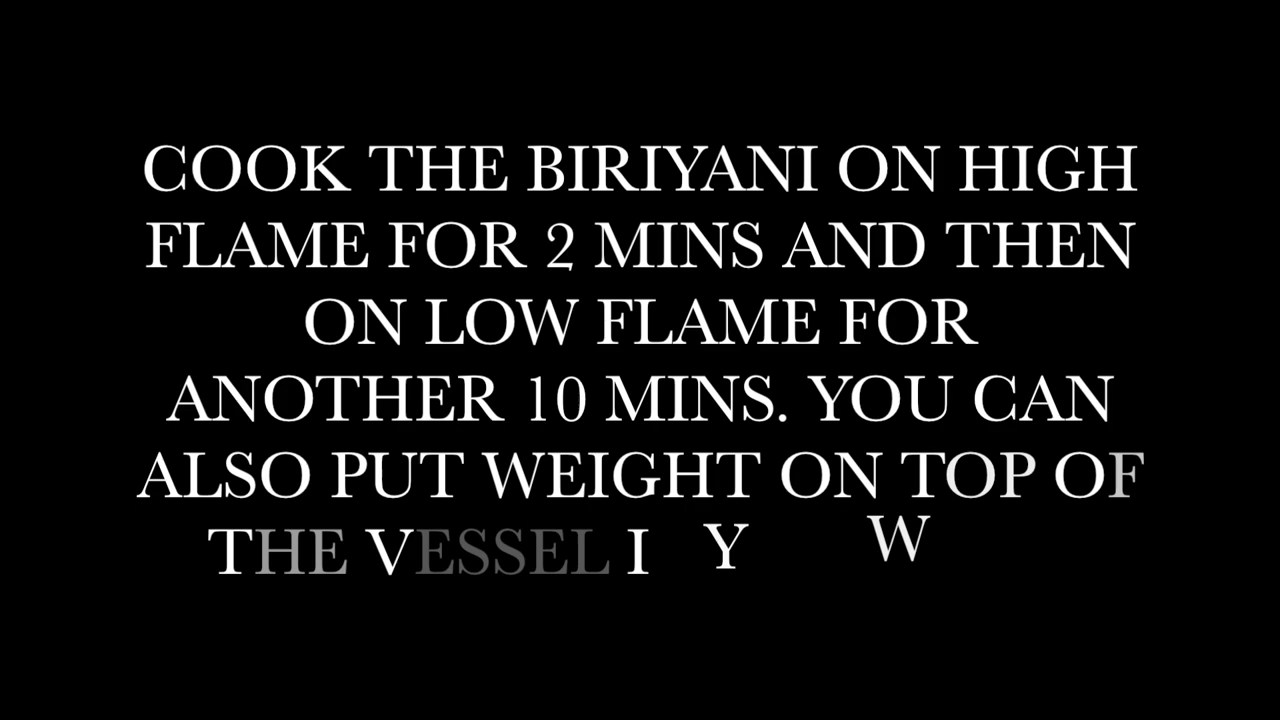 COOK THE BIRIYANI ON HIGH
FLAME FOR 2 MINS AND THEN
ON LOW FLAME FOR
ANOTHER 10 MINS. YOU CAN
ALSO PUT WEIGHT ON TOP OF
THE VESSEL I Y W